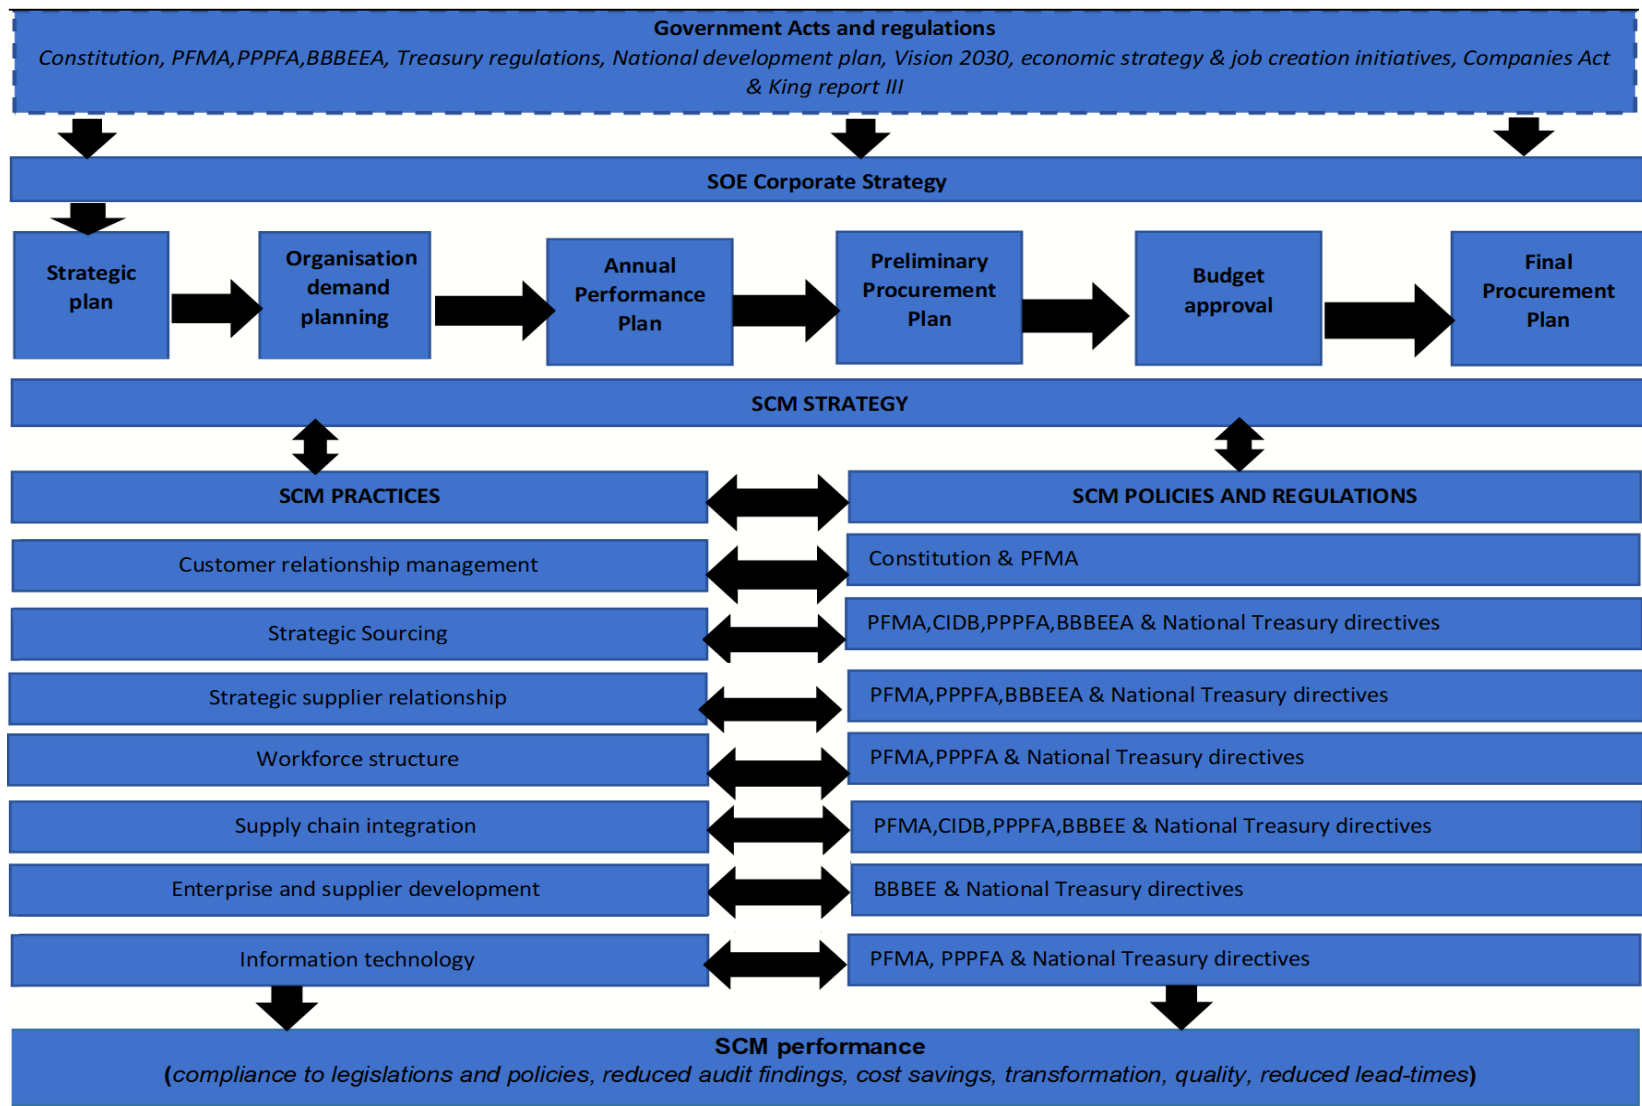 Government Acts and regulations
Constitution, PFMA,PPPFA,BBBEEA, Treasury regulations, National development plan, Vision 2030, economic strategy & job creation initiatives, Companies Act
& King report III
SOE Corporate Strategy
Strategic
plan
Organisation
demand
planning
Annual
Performance
Plan
Preliminary
Procurement
Plan
Budget
approval
Final
Procurement
Plan
SCM STRATEGY
SCM PRACTICES
SCM POLICIES AND REGULATIONS
Customer relationship management
Constitution & PFMA
Strategic Sourcing
PFMA,CIDB,PPPFA,BBBEEA & National Treasury directives
Strategic supplier relationship
PFMA,PPPFA,BBBEEA & National Treasury directives
Workforce structure
PFMA,PPPFA & National Treasury directives
Supply chain integration
PFMA,CIDB,PPPFA,BBBEE & National Treasury directives
Enterprise and supplier development
BBBEE & National Treasury directives
Information technology
PFMA, PPPFA & National Treasury directives
SCM performance
(compliance to legislations and policies, reduced audit findings, cost savings, transformation, quality, reduced lead-times)